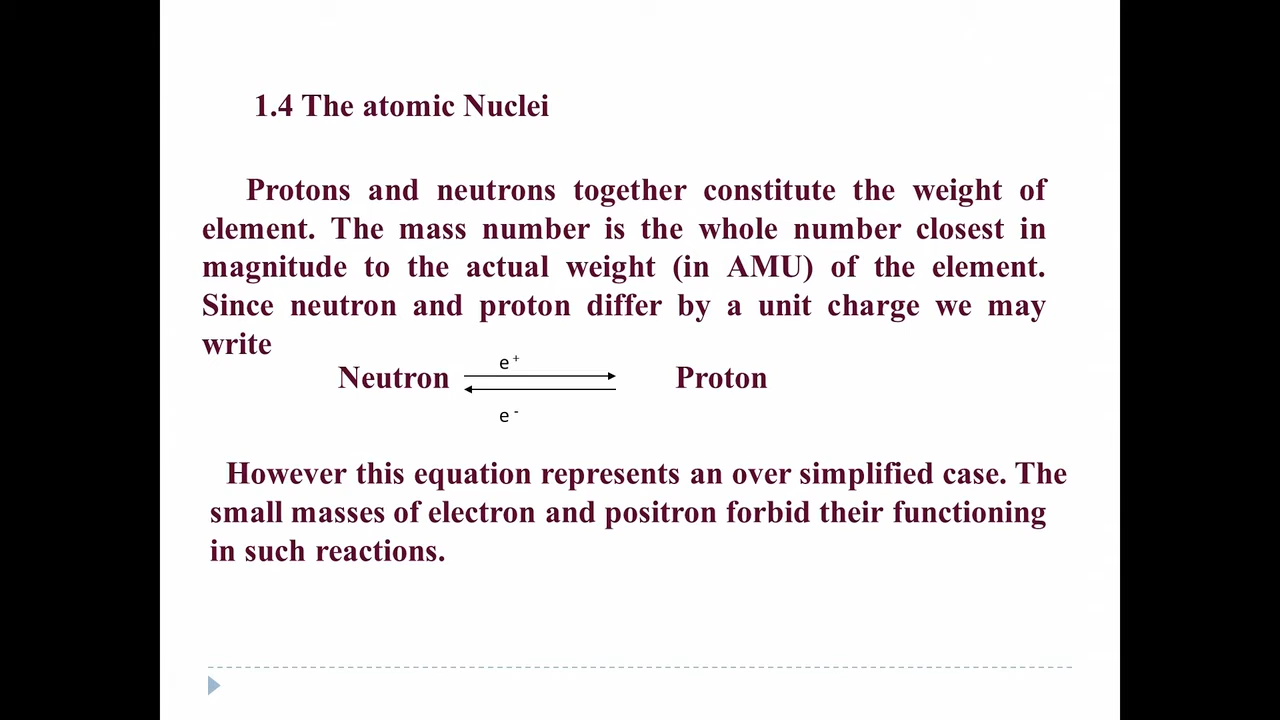 1.4 The atomic Nuclei
Protons and neutrons together constitute the weight of
element. The mass number is the whole number closest in
magnitude to the actual weight (in AMU) of the element.
Since neutron and proton differ by a unit charge we may
write
e +
Neutron Proton
e -
However this equation represents an over simplified case. The
small masses of electron and positron forbid their functioning
in such reactions.